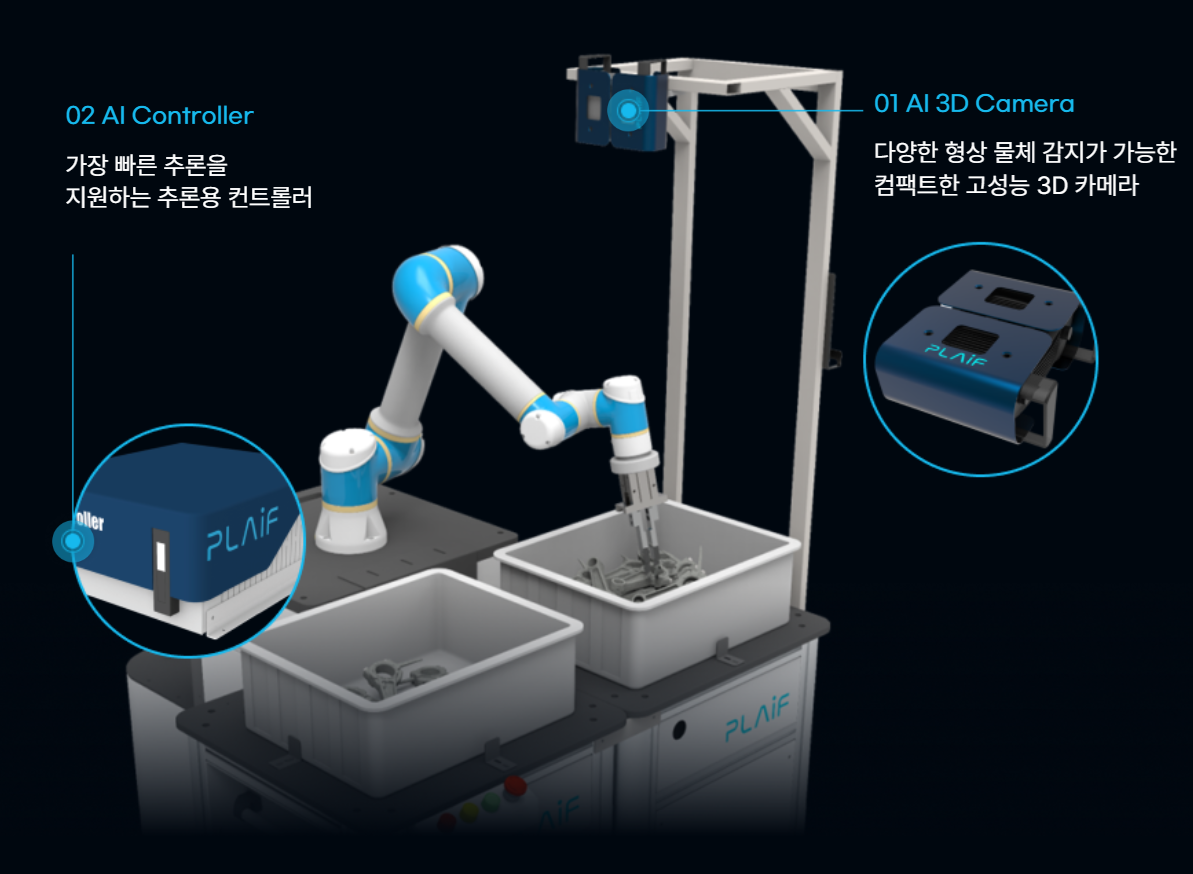 02 AI Controller
가장 빠른 추론을
지원하는 추론용 컨트롤러
01 AI 3D Camera
다양한 형상 물체 감지가 가능한
컴팩트한 고성능 3D 카메라
PLAiF
oller
PLAiF
PLAiF
AiF